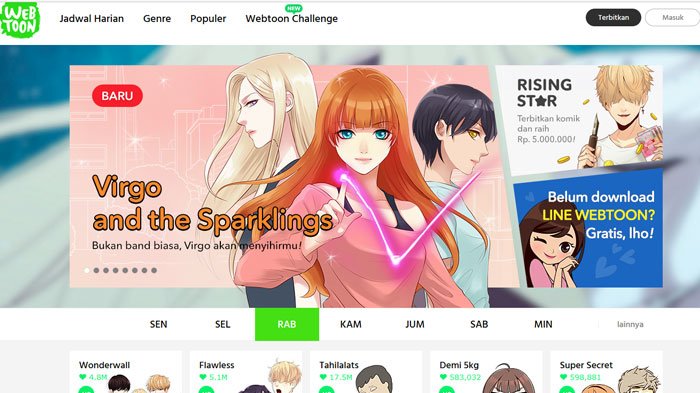 WEB
TOON
Jadwal Harian
Genre
Populer
Webtoon Challenge
NEW
Terbitkan
Masuk
BARU
Virgo
and the Sparklings
Bukan band biasa, Virgo akan menyihirmu!
RISING
STAR
Terbitkan komik
dan raih
Rp. 5.000.000!
Belum download
LINE WEBTOON?
Gratis, lho!
SEN
SEL
RAB
KAM
JUM
SAB
MIN
lainnya
Wonderwall
4.8M
Flawless
5.1M
Tahilalats
17.5M
Demi 5kg
583,032
Super Secret
598,881